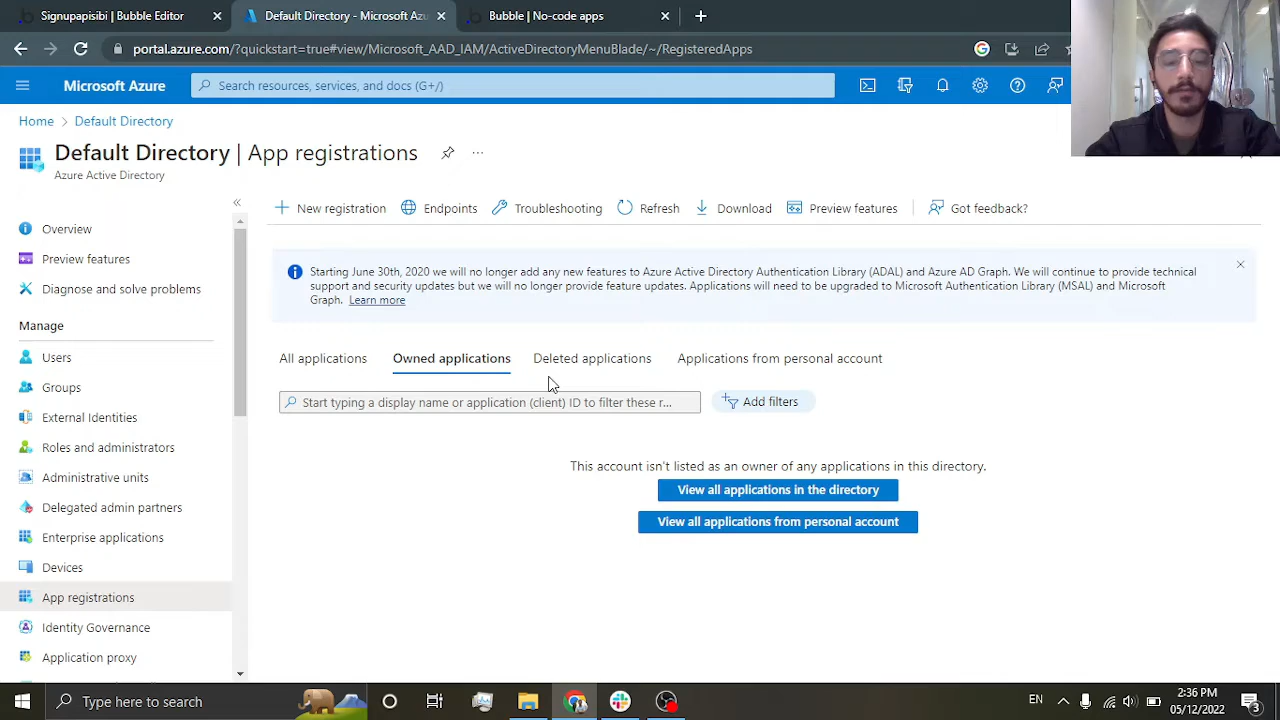 Signupapisibi | Bubble Editor
Default Directory - Microsoft Az
Bubble | No-code apps
portal.azure.com/?quickstart=true#view/Microsoft_AAD_IAM/ActiveDirectoryMenuBlade/~/RegisteredApps
Microsoft Azure
Search resources, services, and docs (G+/)
Home > Default Directory
Default Directory | App registrations
Azure Active Directory
New registration
Endpoints
Troubleshooting
Refresh
Download
Preview features
Got feedback?
Overview
Preview features
Diagnose and solve problems
Manage
Users
Groups
External Identities
Roles and administrators
Administrative units
Delegated admin partners
Enterprise applications
Devices
App registrations
Identity Governance
Application proxy
Starting June 30th, 2020 we will no longer add any new features to Azure Active Directory Authentication Library (ADAL) and Azure AD Graph. We will continue to provide technical
support and security updates but we will no longer provide feature updates. Applications will need to be upgraded to Microsoft Authentication Library (MSAL) and Microsoft
Graph. Learn more
All applications
Owned applications
Deleted applications
Applications from personal account
Start typing a display name or application (client) ID to filter these r...
Add filters
This account isn't listed as an owner of any applications in this directory.
View all applications in the directory
View all applications from personal account
Type here to search
EN
2:36 PM
05/12/2022
3